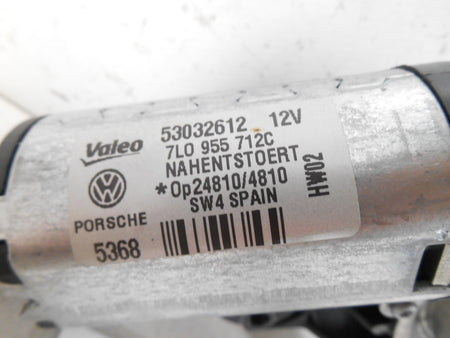 Valeo 53032612 12V
7L0 955 712C
NAHENTSTOERT
*Op24810/4810
SW4 SPAIN
HW02
PORSCHE
5368